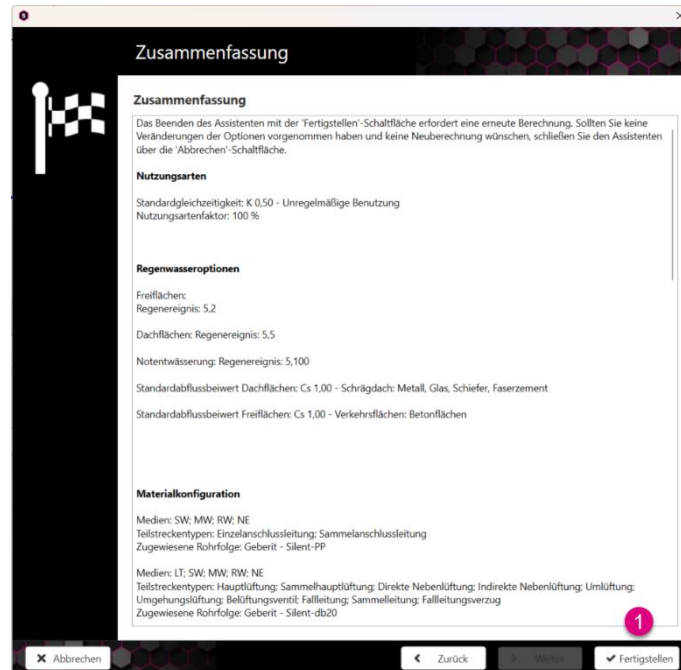 Zusammenfassung
Zusammenfassung
Das Beenden des Assistenten mit der 'Fertigstellen'-Schaltfläche erfordert eine erneute Berechnung. Sollten Sie keine
Veränderungen der Optionen vorgenommen haben und keine Neuberechnung wünschen, schließen Sie den Assistenten
über die 'Abbrechen'-Schaltfläche.
Nutzungsarten
Standardgleichzeitigkeit: K 0,50 - Unregelmäßige Benutzung
Nutzungsartenfaktor: 100 %
Regenwasseroptionen
Freiflächen:
Regenereignis: 5,2
Dachflächen: Regenereignis: 5,5
Notentwässerung: Regenereignis: 5,100
Standardabflussbeiwert Dachflächen: Cs 1,00 - Schrägdach: Metall, Glas, Schiefer, Faserzement
Standardabflussbeiwert Freiflächen: Cs 1,00 - Verkehrsflächen: Betonflächen
Materialkonfiguration
Medien: SW; MW; RW; NE
Teilstreckentypen: Einzelanschlussleitung; Sammelanschlussleitung
Zugewiesene Rohrfolge: Geberit - Silent-PP
Medien: LT; SW; MW; RW; NE
Teilstreckentypen: Hauptlüftung; Sammelhauptlüftung; Direkte Nebenlüftung; Indirekte Nebenlüftung; Umlüftung;
Umgehungslüftung; Belüftungsventil; Fallleitung; Sammelleitung; Fallleitungsverzug
Zugewiesene Rohrfolge: Geberit - Silent-db20
1
Abbrechen
Zurück
Weiter
Fertigstellen